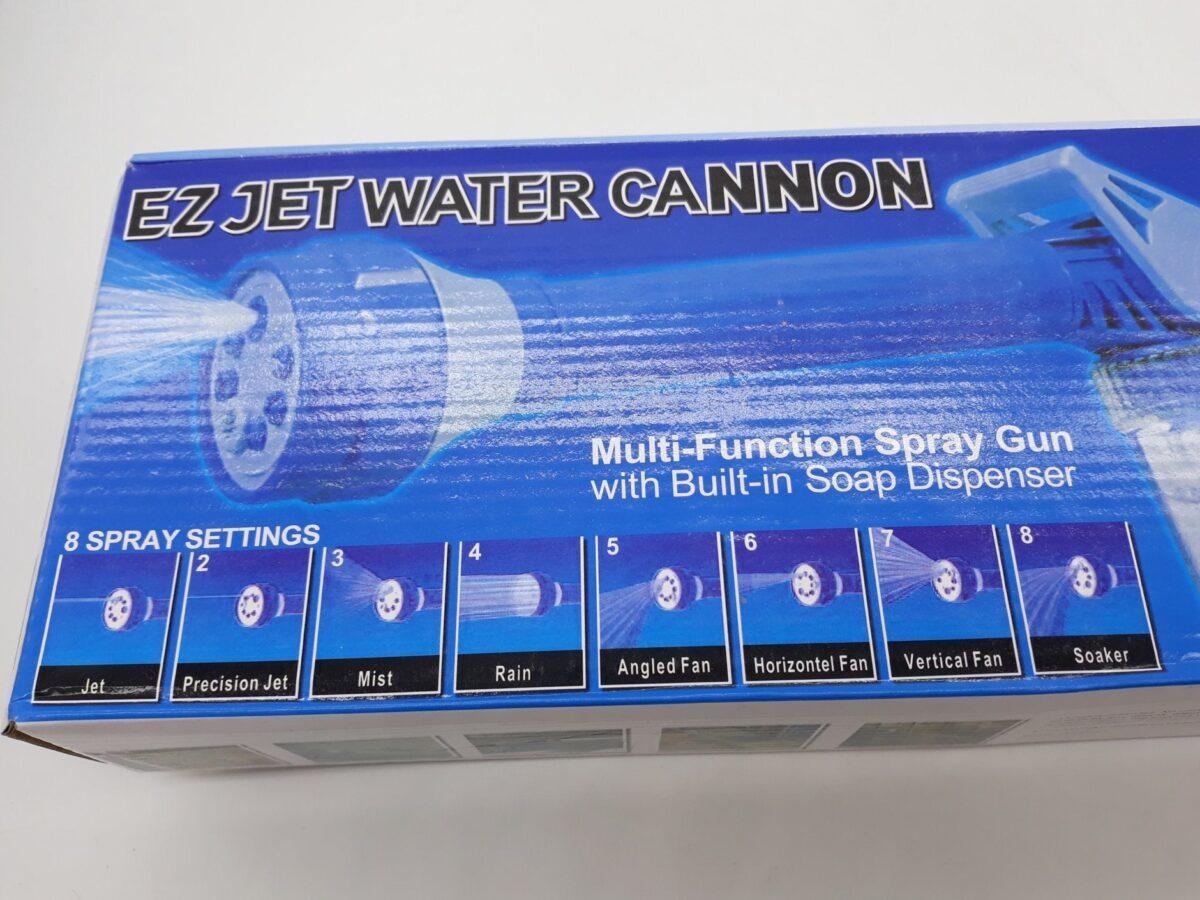 EZ JET WATER CANNON
Multi-Function Spray Gun
with Built-in Soap Dispenser
8 SPRAY SETTINGS
Jet
2
Precision Jet
3
Mist
4
Rain
5
Angled Fan
6
Horizontel Fan
7
Vertical Fan
8
Soaker